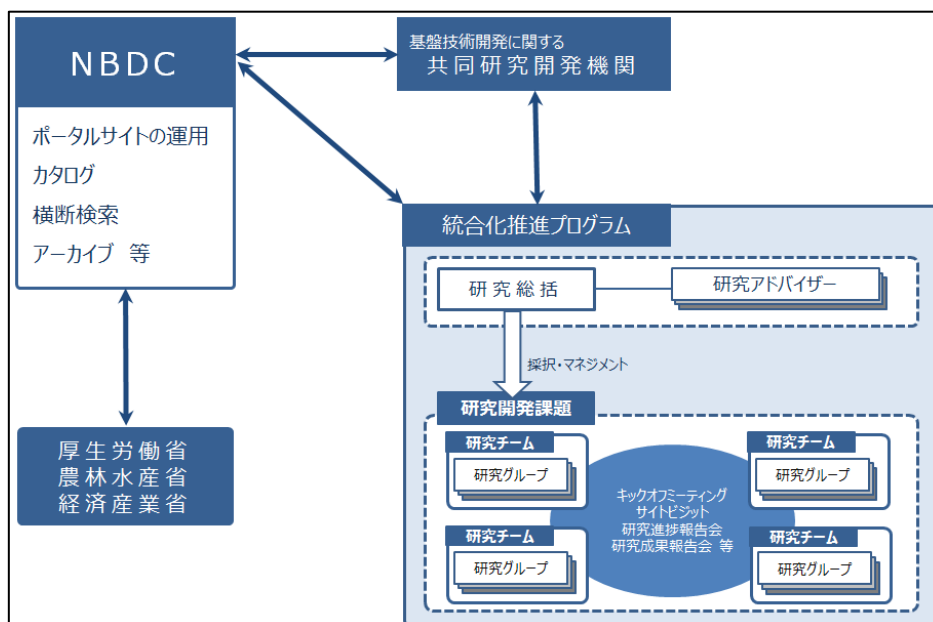 NBDC
ポータルサイトの運用
カタログ
横断検索
アーカイブ 等
基盤技術開発に関する
共同研究開発機関
厚生労働省
農林水産省
経済産業省
統合化推進プログラム
研究総括
研究アドバイザー
採択・マネジメント
研究開発課題
研究チーム
研究グループ
研究チーム
研究グループ
キックオフミーティング
サイトビジット
研究進捗報告会
研究成果報告会 等
研究チーム
研究グループ
研究チーム
研究グループ